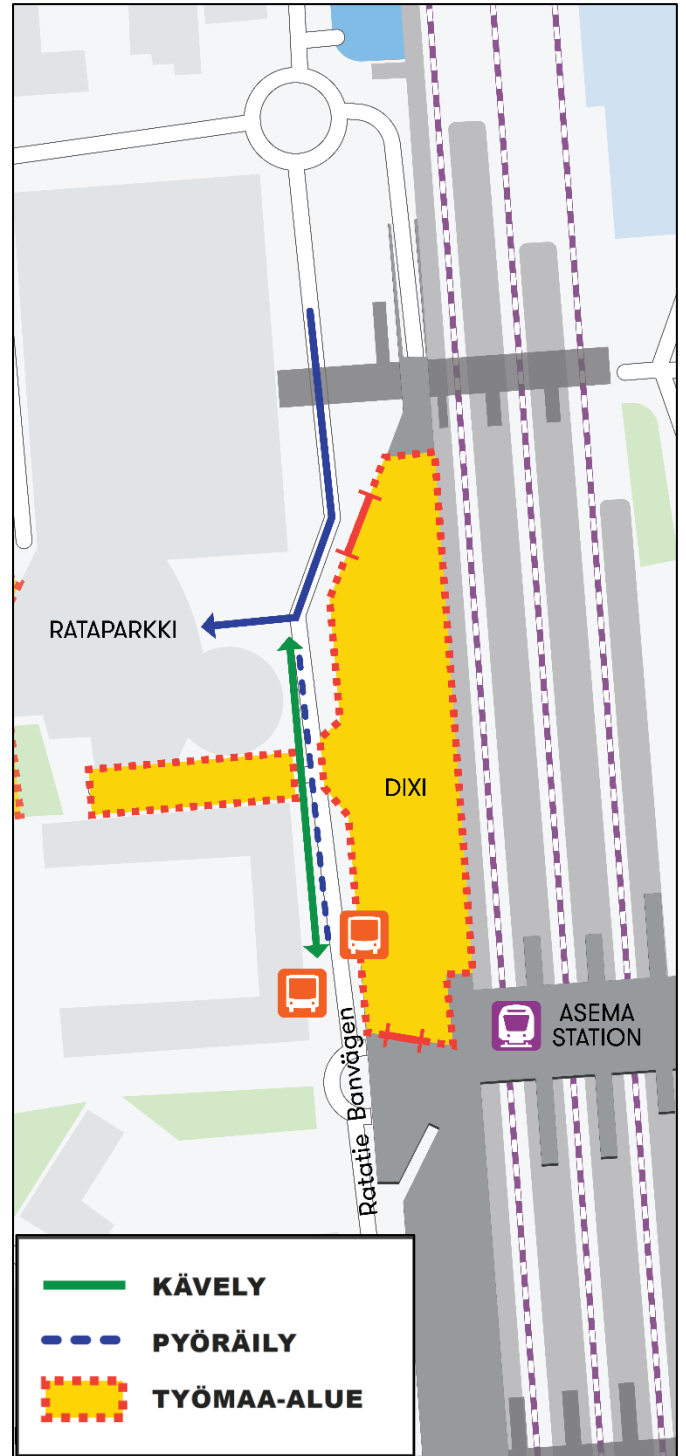 RATAPARKKI
DIXI
ASEMA
STATION
Ratatie Banvägen
KÄVELY
PYÖRÄILY
TYÖMAA-ALUE